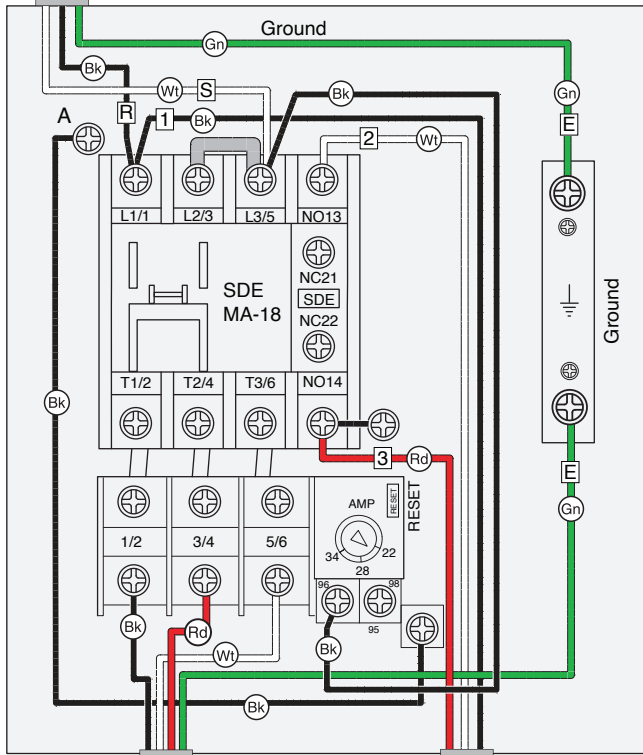 Ground
Gn
Bk
Wt S
Bk
Gn
A
R
1
Bk
2
Wt
E
L1/1
L2/3
L3/5
NO13
NC21
SDE
MA-18
SDE
NC22
Ground
T1/2
T2/4
T3/6
NO14
Bk
3
Rd
E
Gn
AMP
RESET
RESET
1/2
3/4
5/6
34
22
28
96
98
95
Bk
Rd
Wt
Bk
Bk